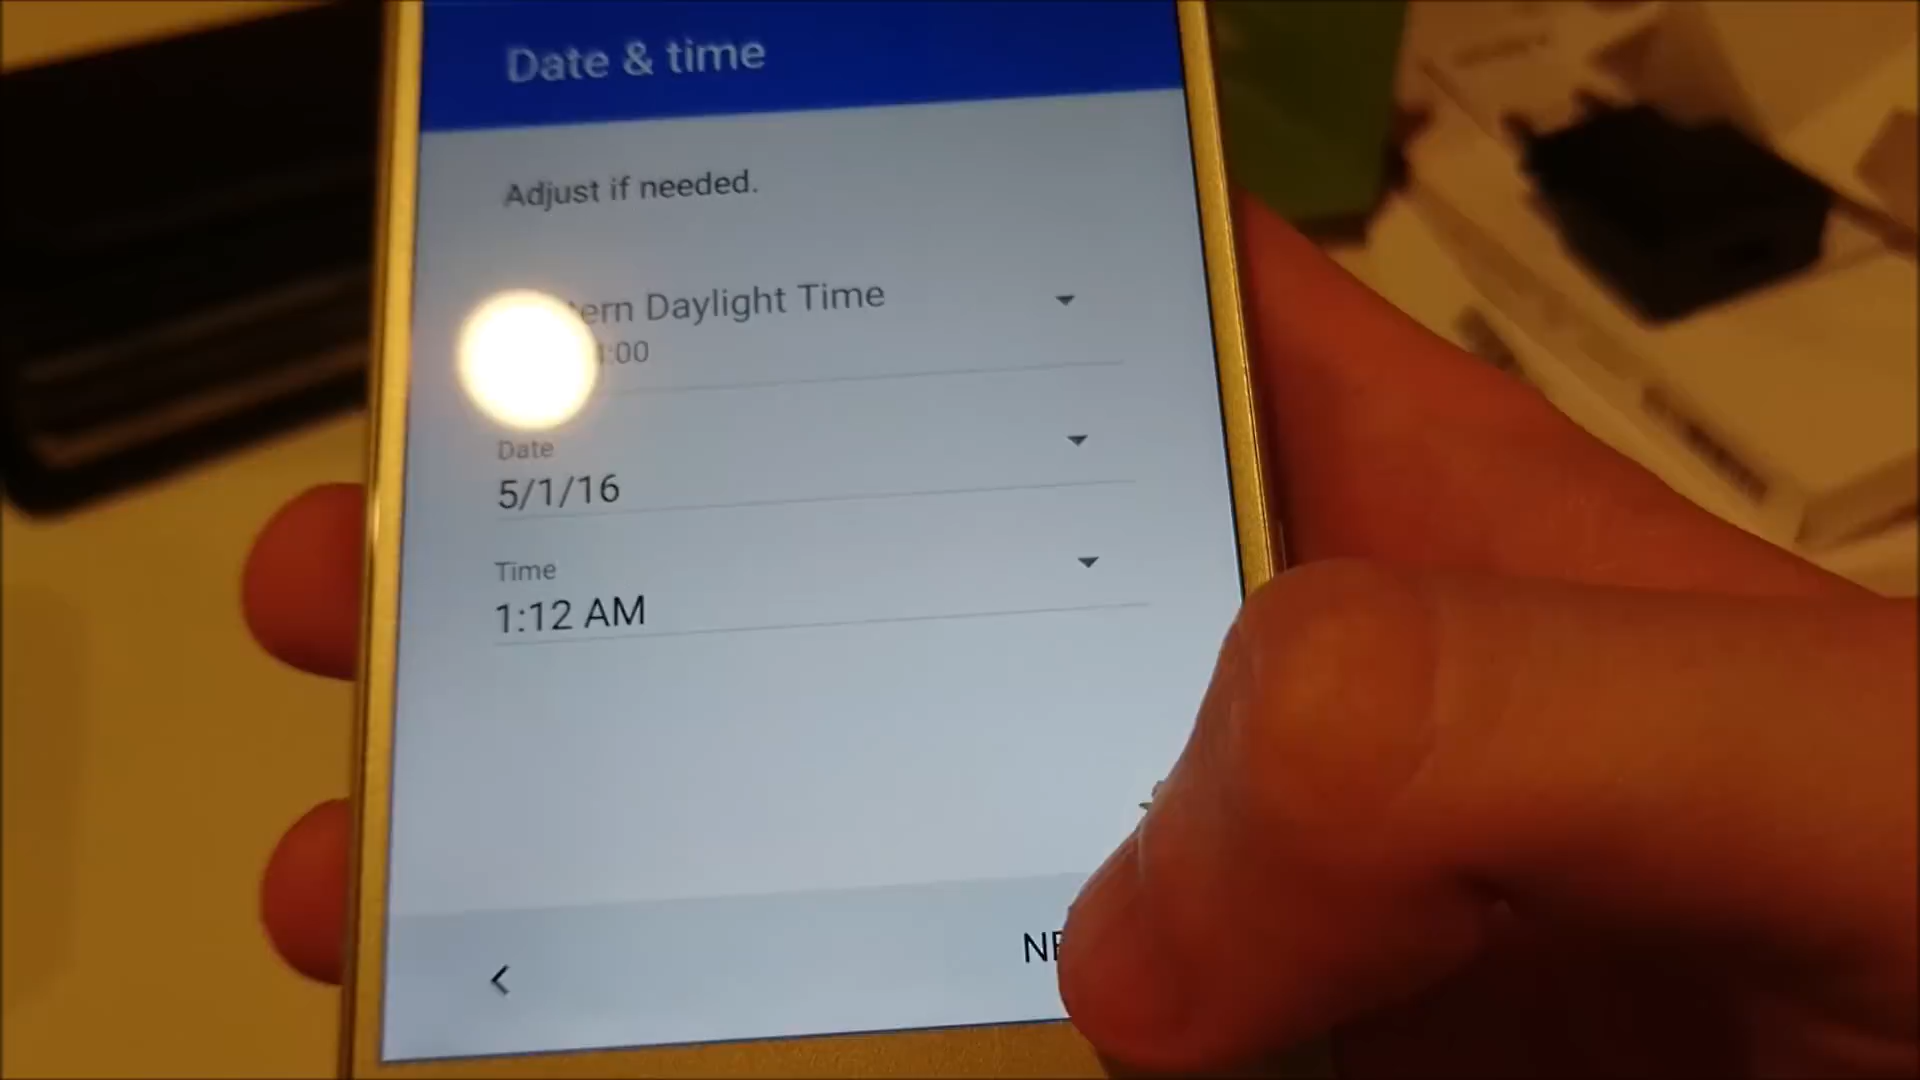 Date & time
Adjust if needed.
Daylight Time
Date
5/1/16
Time
1:12 AM